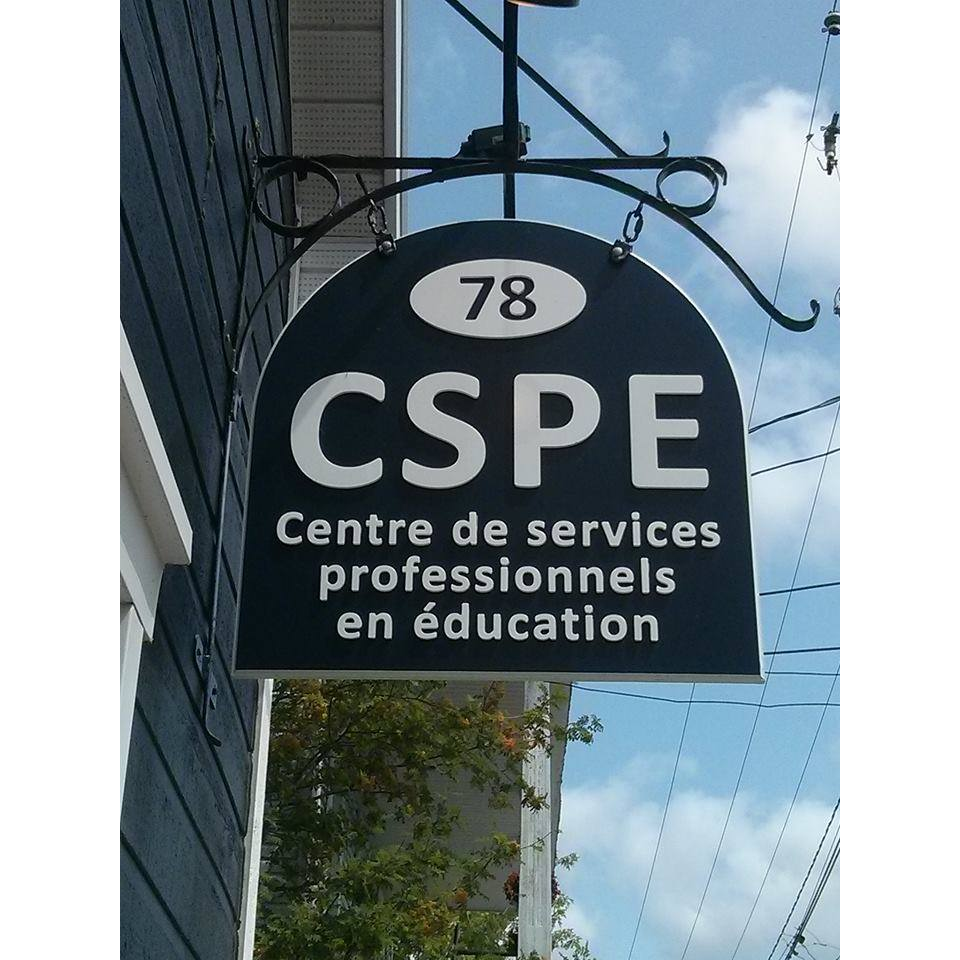 78
CSPE
Centre de services
professionnels
en éducation